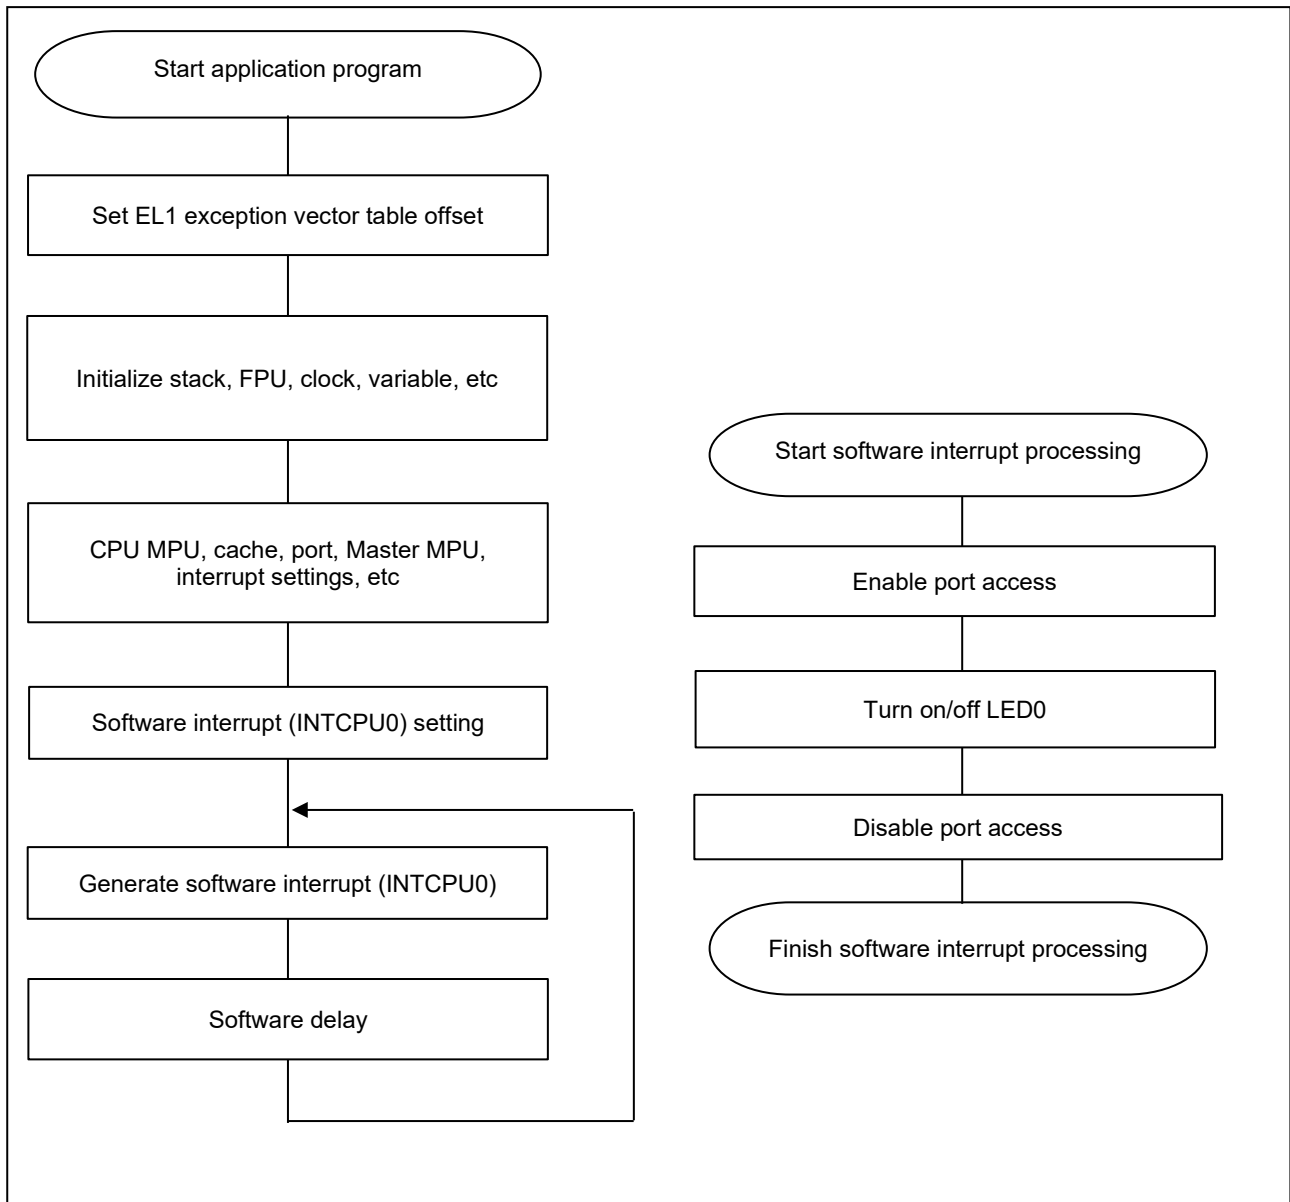 Start application program
Set EL1 exception vector table offset
Initialize stack, FPU, clock, variable, etc
CPU MPU, cache, port, Master MPU,
interrupt settings, etc
Software interrupt (INTCPU0) setting
Generate software interrupt (INTCPU0)
Software delay
Start software interrupt processing
Enable port access
Turn on/off LED0
Disable port access
Finish software interrupt processing